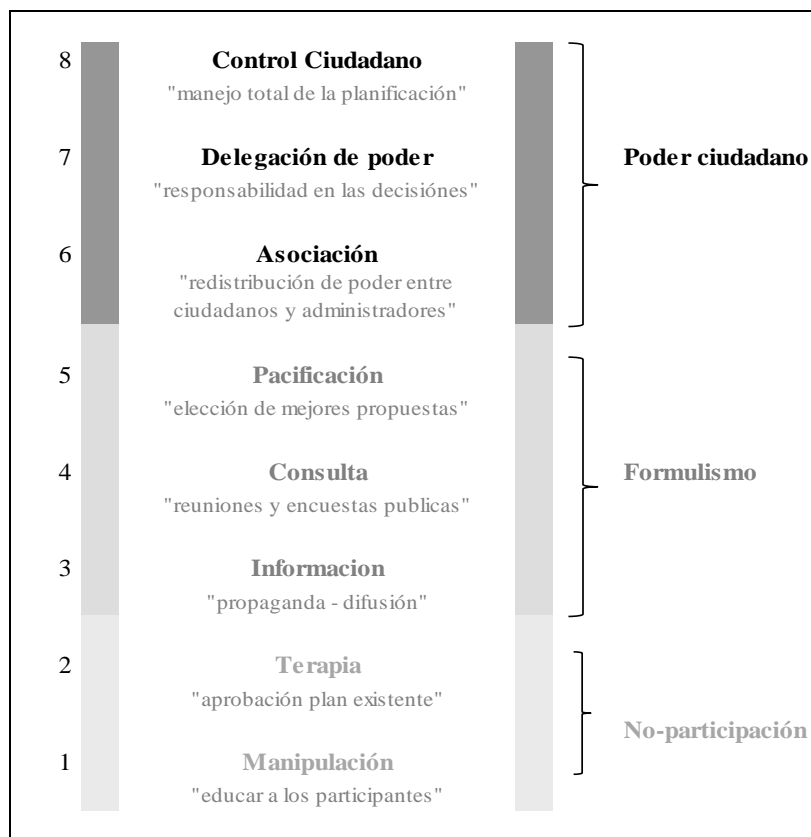 8 Control Ciudadano
"manejo total de la planificación"
7 Delegación de poder
"responsabilidad en las decisiónes"
Poder ciudadano
6 Asociación
"redistribución de poder entre
ciudadanos y administradores"
5 Pacificación
"elección de mejores propuestas"
4 Consulta
"reuniones y encuestas publicas"
Formulismo
3 Informacion
"propaganda - difusión"
2 Terapia
"aprobación plan existente"
No-participación
1 Manipulación
"educar a los participantes"